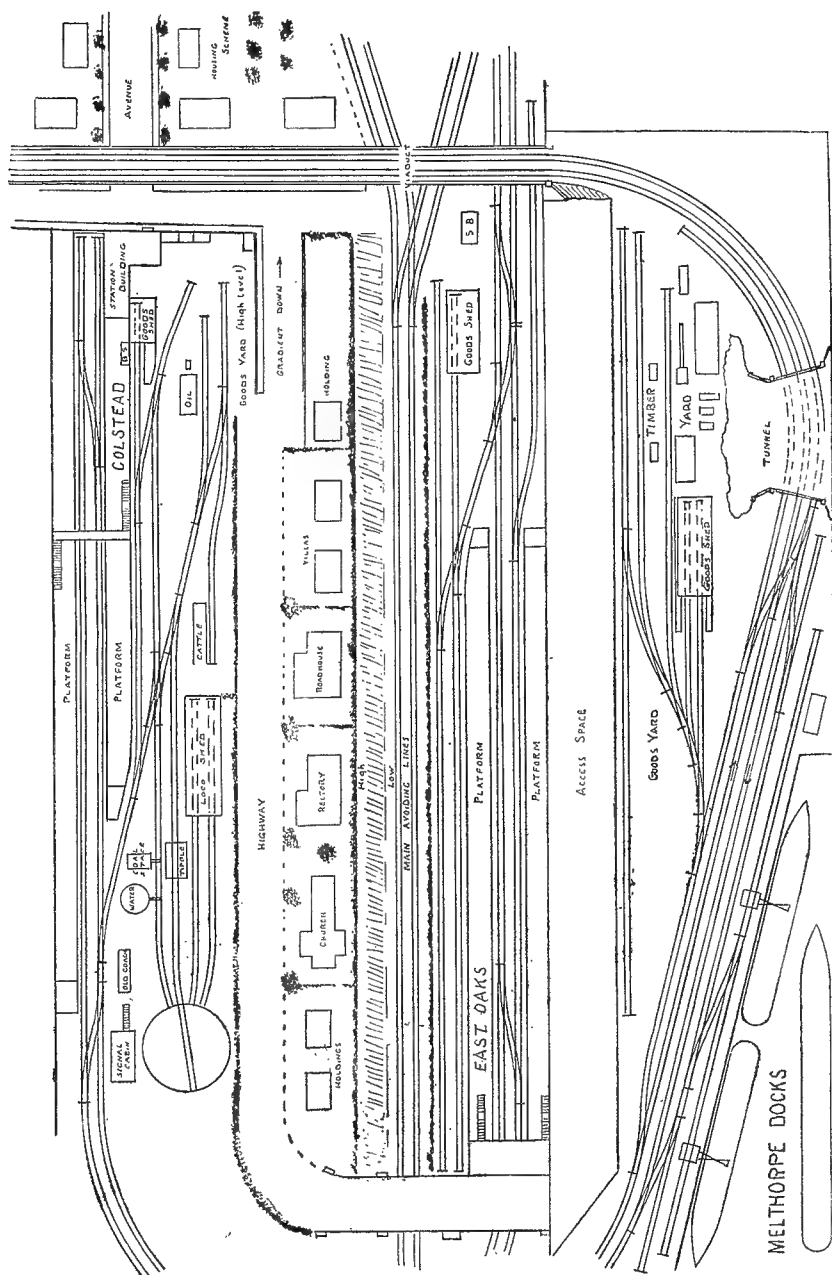 AVENUE
HOUSING
SCHEME
VIADUCT
STATION
BUILDING
COLSTEAD
GOODS
SHED
OIL
GOODS YARD (HIGH LEVEL)
GRADIENT DOWN
HOLDING
S B
GOODS SHED
TIMBER
YARD
TUNNEL
PLATFORM
PLATFORM
CATTLE
LOCO SHED
VILLAS
ROADHOUSE
RECTORY
CHURCH
HOLDINGS
HIGHWAY
High
Low
MAIN AVOIDING LINES
PLATFORM
PLATFORM
EAST OAKS
ACCESS SPACE
GOODS YARD
GOODS SHED
COAL
STAGE
WATER
OLD COACH
SIGNAL
CABIN
MELTHORPE DOCKS